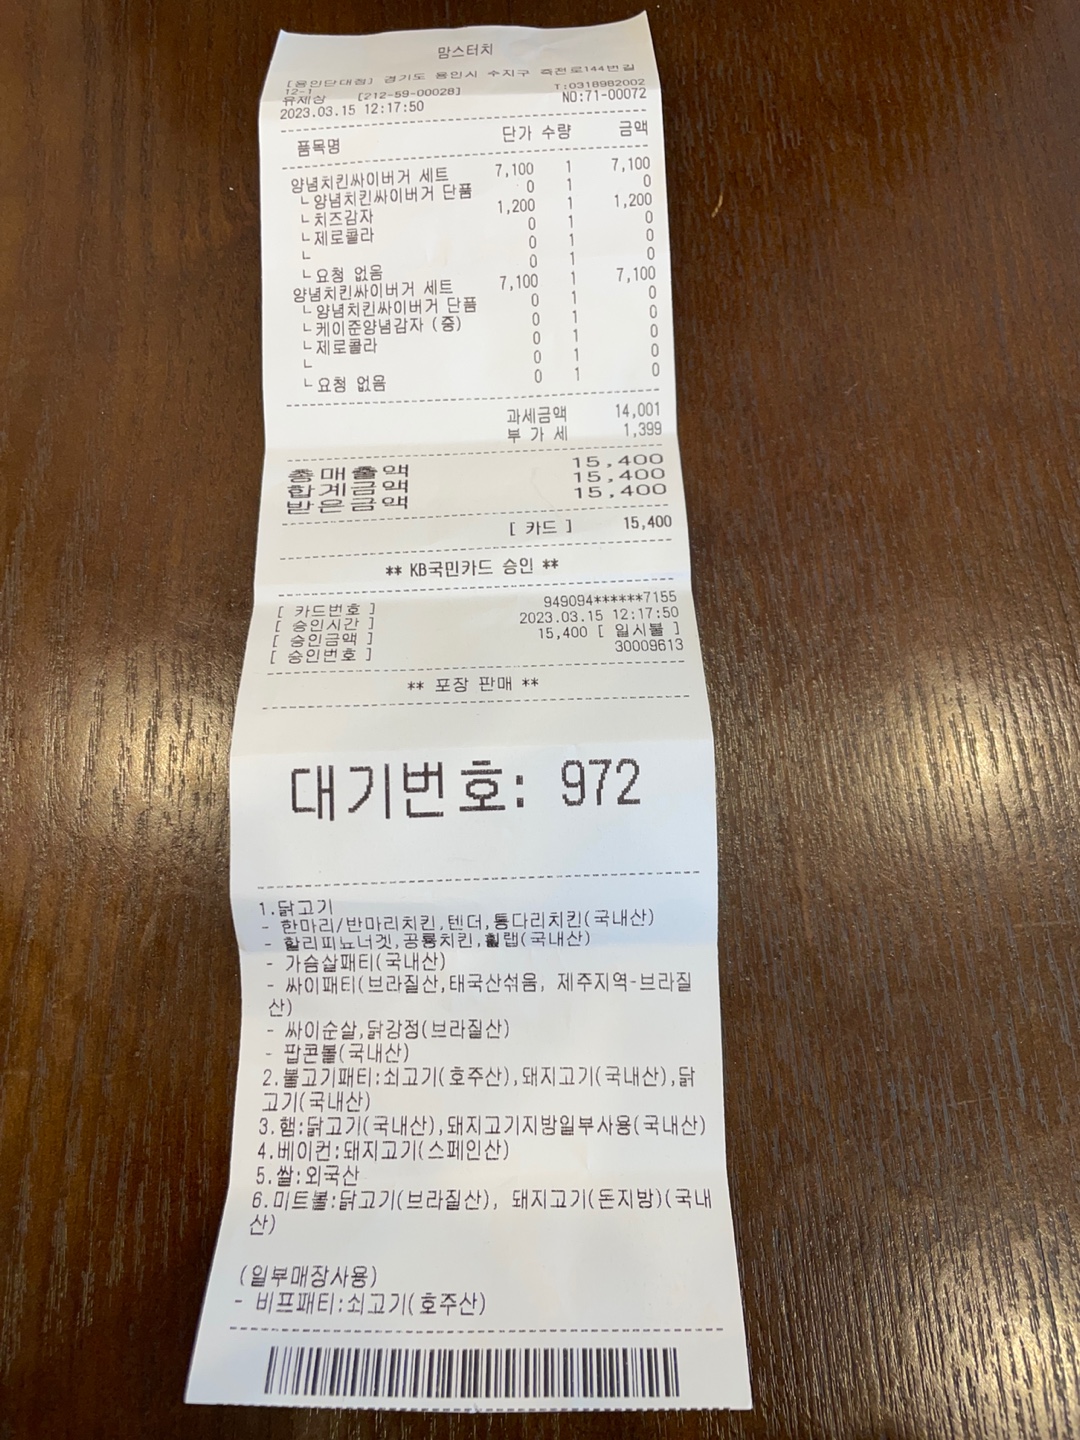 맘스터치
[용인단대점] 경기도 용인시 수지구 죽전로144번길
12-1 T:0318982002
유제상 [212-59-00028] NO:71-00072
2023.03.15 12:17:50
품목명 단가 수량 금액
양념치킨싸이버거 세트 7,100 1 7,100
ㄴ양념치킨싸이버거 단품 0 1 0
ㄴ치즈감자 1,200 1 1,200
ㄴ제로콜라 0 1 0
ㄴ 0 1 0
ㄴ요청 없음 0 1 0
양념치킨싸이버거 세트 7,100 1 7,100
ㄴ양념치킨싸이버거 단품 0 1 0
ㄴ케이준양념감자(중) 0 1 0
ㄴ제로콜라 0 1 0
ㄴ 0 1 0
ㄴ요청 없음 0 1 0
과세금액 14,001
부 가 세 1,399
총매출액 15,400
합계금액 15,400
받은금액 15,400
[ 카드 ] 15,400
** KB국민카드 승인 **
[ 카드번호 ] 949094******7155
[ 승인시간 ] 2023.03.15 12:17:50
[ 승인금액 ] 15,400 [ 일시불 ]
[ 승인번호 ] 30009613
** 포장 판매 **
대기번호: 972
1.닭고기
- 한마리/반마리치킨,텐더,통다리치킨(국내산)
- 할리피뇨너겟,공룡치킨,휠랩(국내산)
- 가슴살패티(국내산)
- 싸이패티(브라질산,태국산섞음, 제주지역-브라질
산)
- 싸이순살,닭강정(브라질산)
- 팝콘볼(국내산)
2.불고기패티:쇠고기(호주산),돼지고기(국내산),닭
고기(국내산)
3.햄:닭고기(국내산),돼지고기지방일부사용(국내산)
4.베이컨:돼지고기(스페인산)
5.쌀:외국산
6.미트볼:닭고기(브라질산), 돼지고기(돈지방)(국내
산)
(일부매장사용)
- 비프패티:쇠고기(호주산)